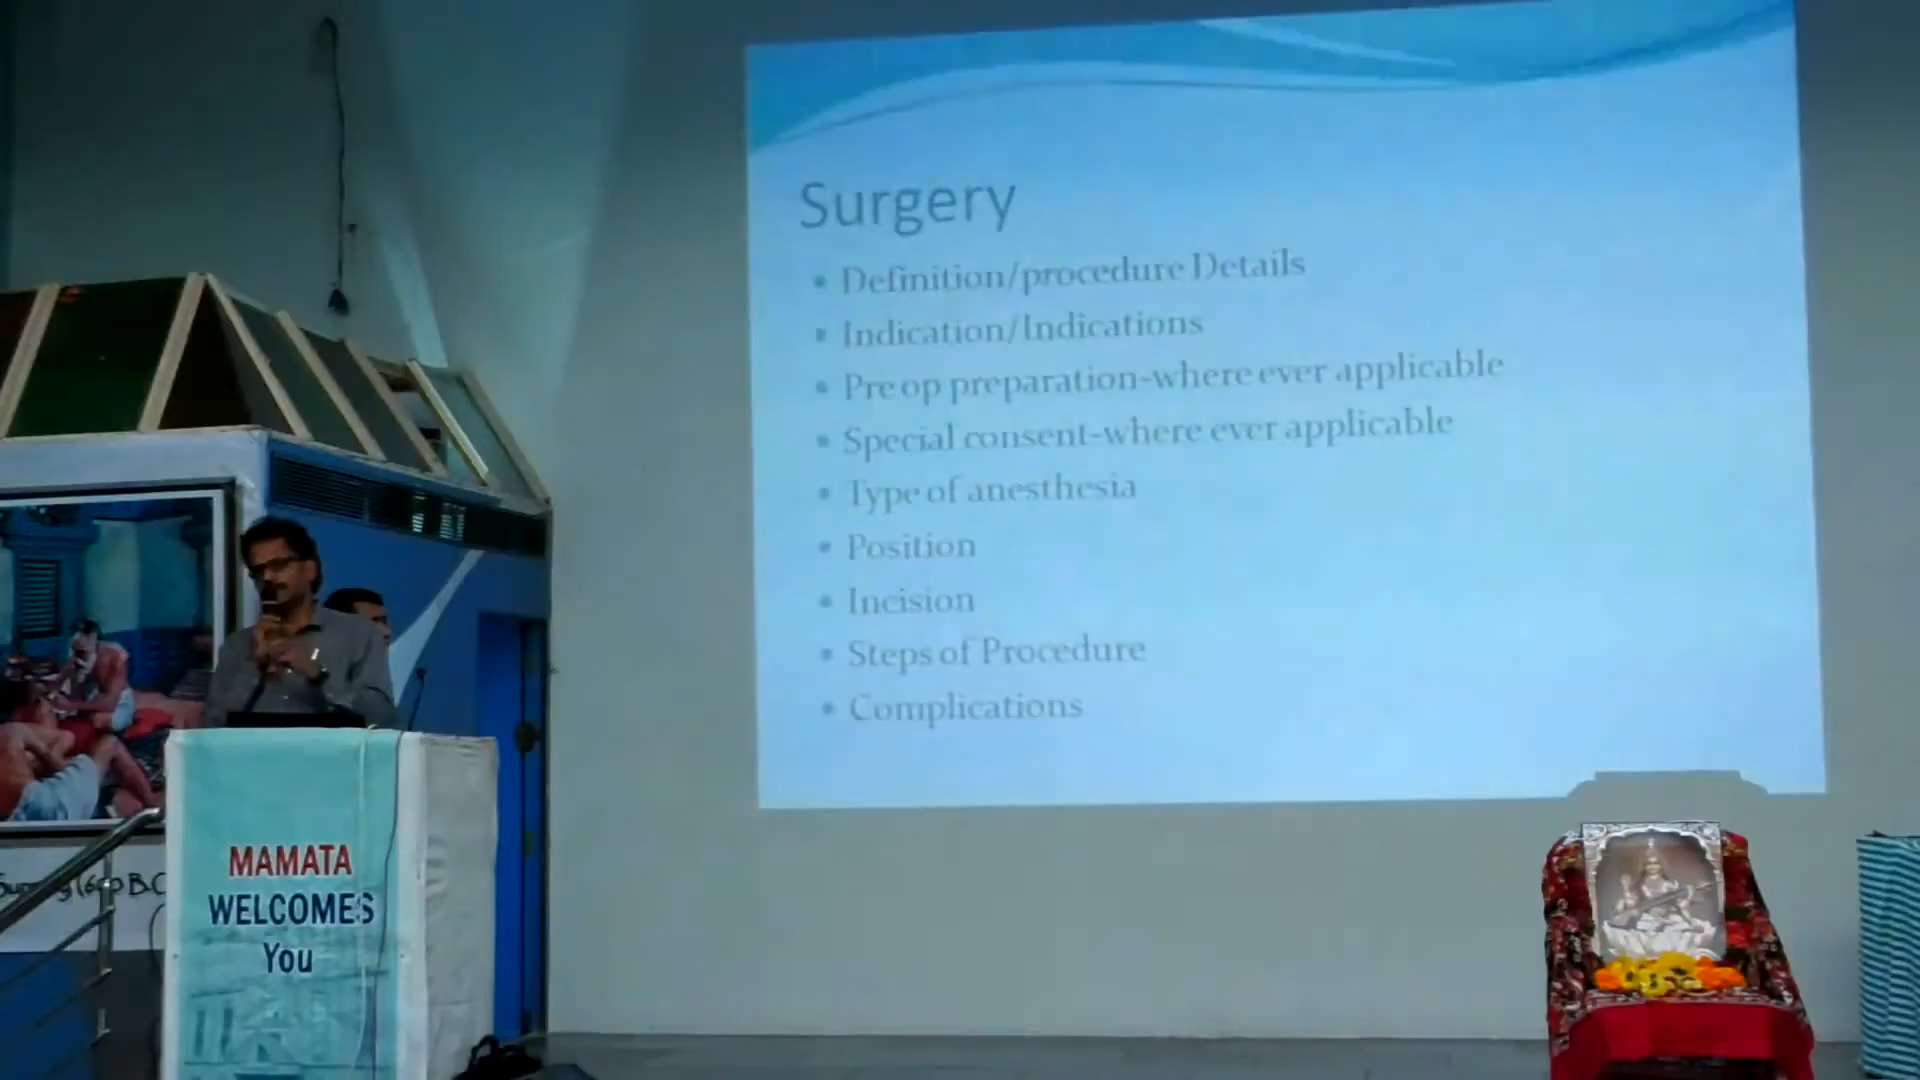 Surgery
Definition/procedure Details
Indication/Indications
Pre op preparation-where ever applicable
Special consent-where ever applicable
Type of anesthesia
Position
Incision
Steps of Procedure
Complications
MAMATA
WELCOMES
You
(600 B.C